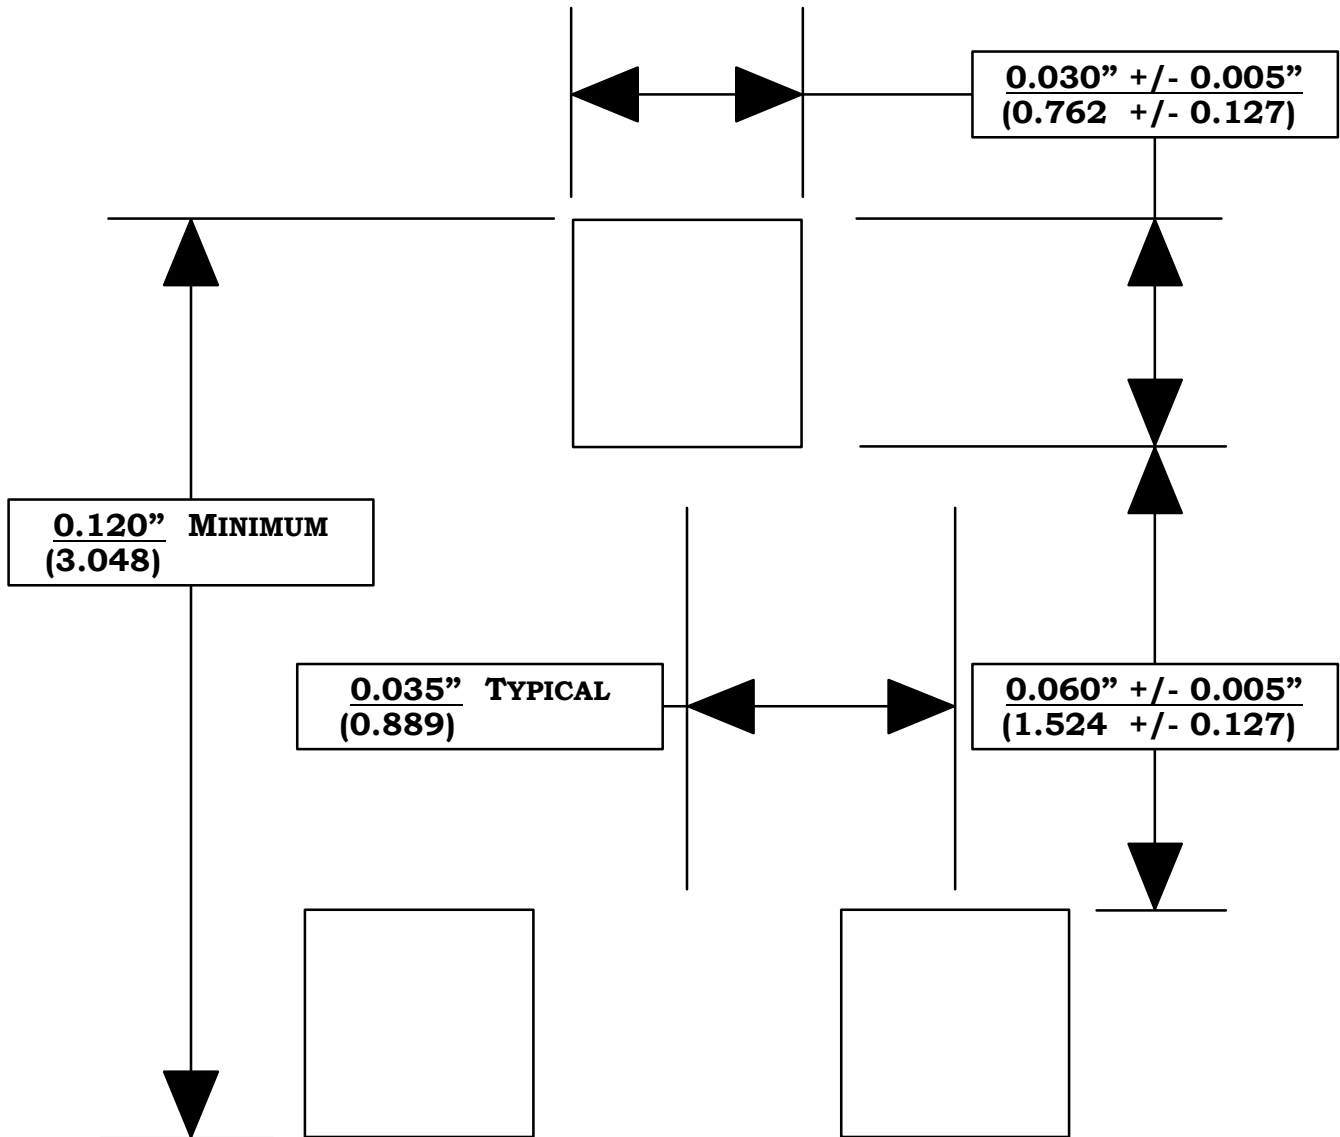 0.030” +/- 0.005”
(0.762 +/- 0.127)
0.120” MINIMUM
(3.048)
0.035” TYPICAL
(0.889)
0.060” +/- 0.005”
(1.524 +/- 0.127)